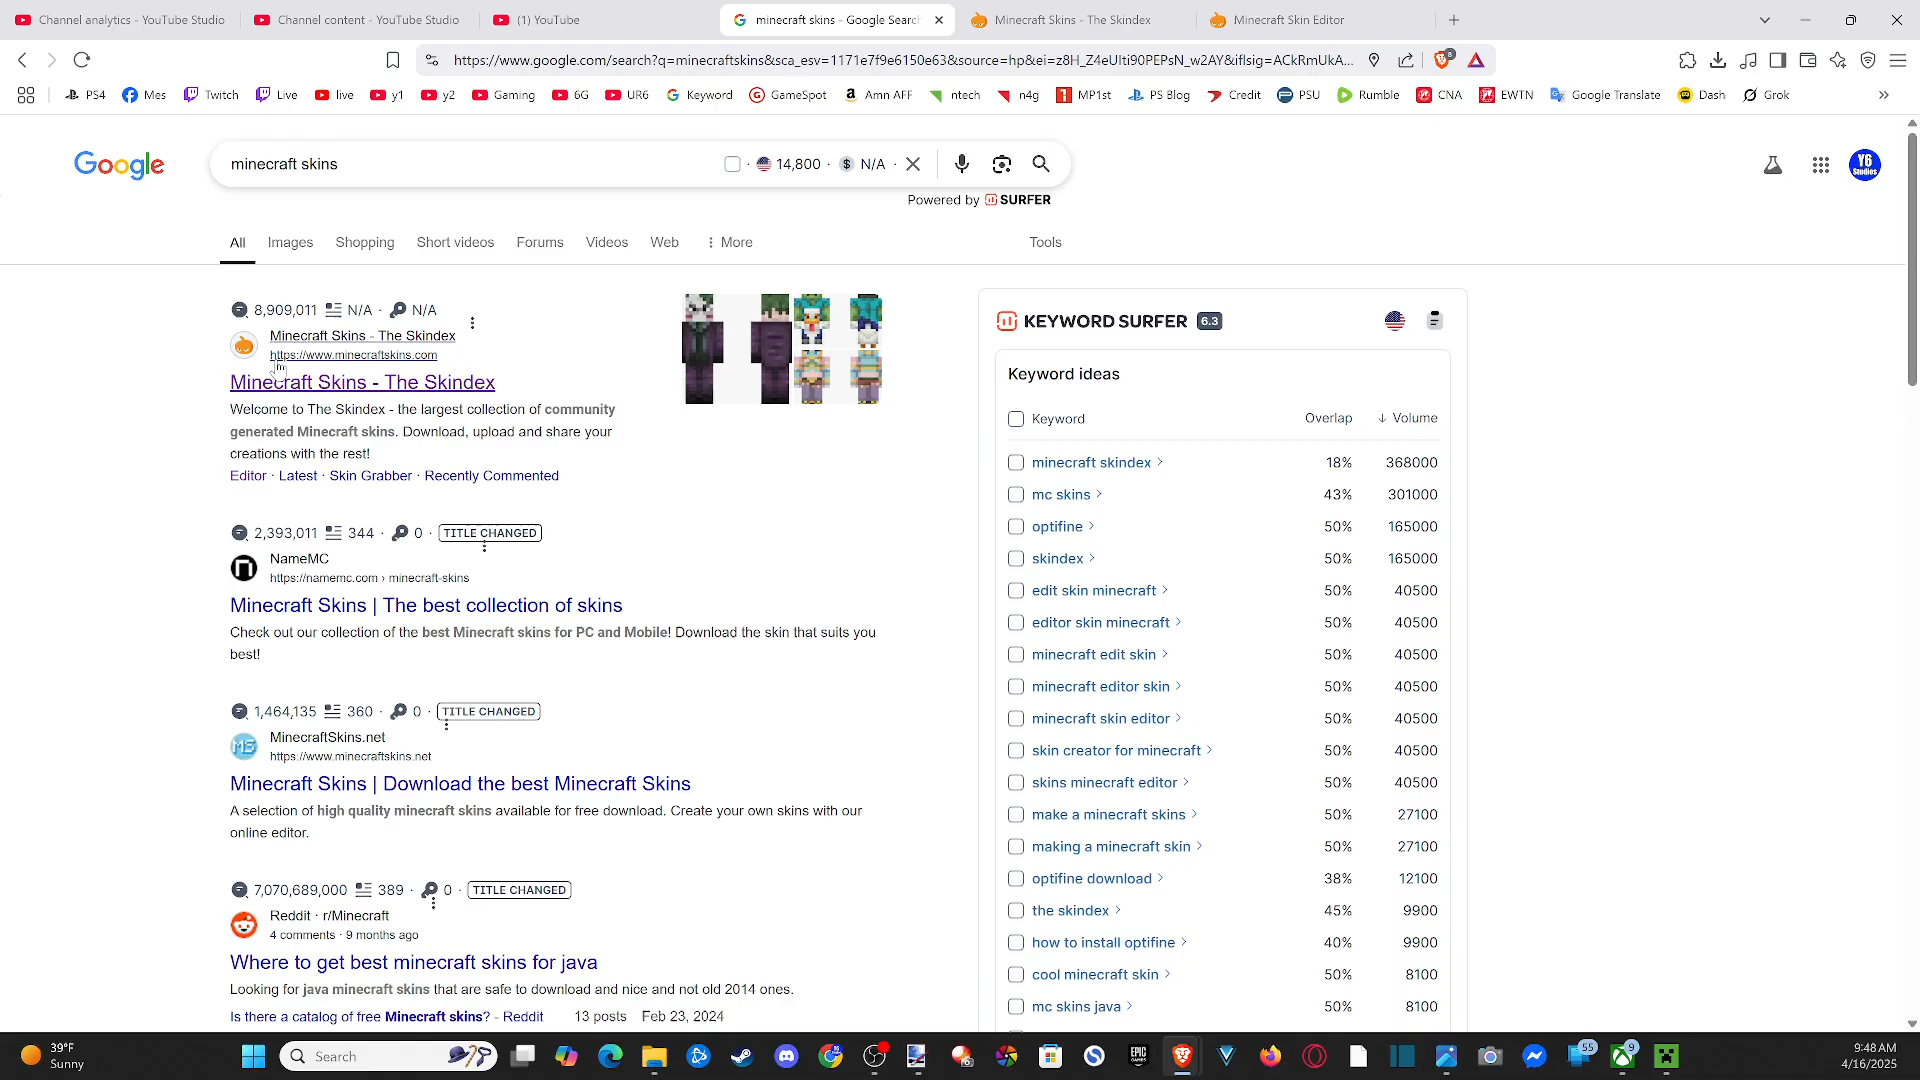 Channel analytics - YouTube Studio
Channel content - YouTube Studio
(1) YouTube
minecraft skins - Google Search
Minecraft Skins - The Skindex
Minecraft Skin Editor
https://www.google.com/search?q=minecraftskins&sca_esv=1171e7f9e6150e63&source=hp&ei=z8H_Z4eUIti90PEPsN_w2AY&iflsig=ACkRmUkA...
8
PS4 Mes Twitch Live live y1 y2 Gaming 6G UR6 Keyword GameSpot Amn AFF ntech n4g MP1st PS Blog Credit PSU Rumble CNA EWTN Google Translate Dash Grok
Google
minecraft skins
14,800 · $ N/A
Y6
Studies
Powered by SURFER
All Images Shopping Short videos Forums Videos Web More Tools
8,909,011 N/A · N/A
Minecraft Skins - The Skindex
https://www.minecraftskins.com
Minecraft Skins - The Skindex
Welcome to The Skindex - the largest collection of community
generated Minecraft skins. Download, upload and share your
creations with the rest!
Editor · Latest · Skin Grabber · Recently Commented
2,393,011 344 · 0 · TITLE CHANGED
NameMC
https://namemc.com › minecraft-skins
Minecraft Skins | The best collection of skins
Check out our collection of the best Minecraft skins for PC and Mobile! Download the skin that suits you
best!
1,464,135 360 · 0 · TITLE CHANGED
MS
MinecraftSkins.net
https://www.minecraftskins.net
Minecraft Skins | Download the best Minecraft Skins
A selection of high quality minecraft skins available for free download. Create your own skins with our
online editor.
7,070,689,000 389 · 0 · TITLE CHANGED
Reddit · r/Minecraft
4 comments · 9 months ago
Where to get best minecraft skins for java
Looking for java minecraft skins that are safe to download and nice and not old 2014 ones.
Is there a catalog of free Minecraft skins? - Reddit 13 posts Feb 23, 2024
KEYWORD SURFER 6.3
Keyword ideas
Keyword Overlap ↓ Volume
minecraft skindex > 18% 368000
mc skins > 43% 301000
optifine > 50% 165000
skindex > 50% 165000
edit skin minecraft > 50% 40500
editor skin minecraft > 50% 40500
minecraft edit skin > 50% 40500
minecraft editor skin > 50% 40500
minecraft skin editor > 50% 40500
skin creator for minecraft > 50% 40500
skins minecraft editor > 50% 40500
make a minecraft skins > 50% 27100
making a minecraft skin > 50% 27100
optifine download > 38% 12100
the skindex > 45% 9900
how to install optifine > 40% 9900
cool minecraft skin > 50% 8100
mc skins java > 50% 8100
39°F
Sunny
Search
EPIC
GAMES
55
9
9:48 AM
4/16/2025